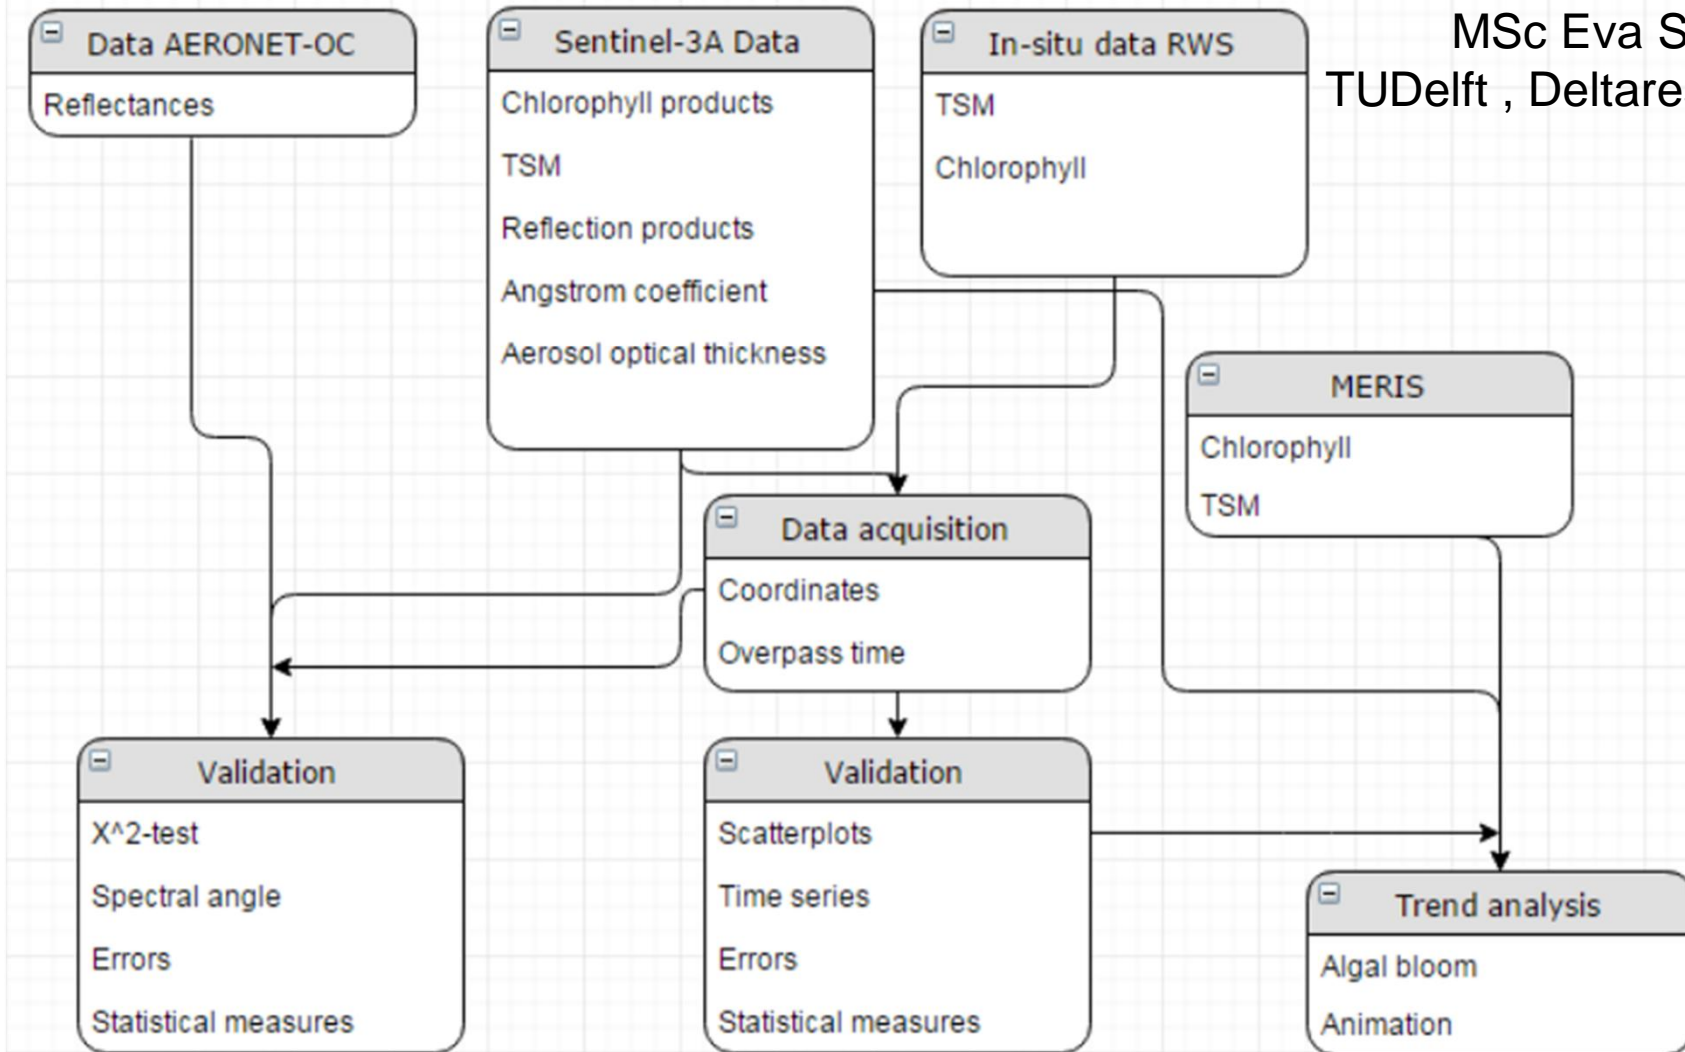 Data AERONET-OC
Reflectances
Sentinel-3A Data
Chlorophyll products
TSM
Reflection products
Angstrom coefficient
Aerosol optical thickness
In-situ data RWS
TSM
Chlorophyll
MSc Eva S
TUDelft , Deltare
MERIS
Chlorophyll
TSM
Data acquisition
Coordinates
Overpass time
Validation
X^2-test
Spectral angle
Errors
Statistical measures
Validation
Scatterplots
Time series
Errors
Statistical measures
Trend analysis
Algal bloom
Animation